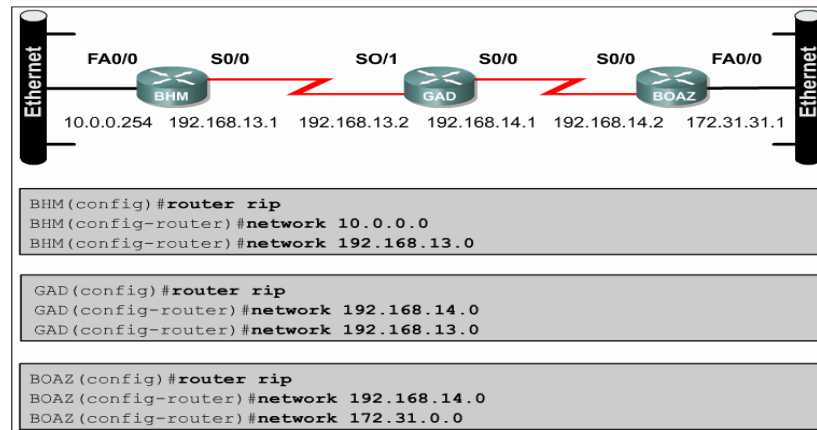 FA0/0 S0/0 SO/1 S0/0 S0/0 FA0/0
Ethernet
BHM GAD BOAZ
Ethernet
10.0.0.254 192.168.13.1 192.168.13.2 192.168.14.1 192.168.14.2 172.31.31.1
BHM(config)#router rip
BHM(config-router)#network 10.0.0.0
BHM(config-router)#network 192.168.13.0
GAD(config)#router rip
GAD(config-router)#network 192.168.14.0
GAD(config-router)#network 192.168.13.0
BOAZ(config)#router rip
BOAZ(config-router)#network 192.168.14.0
BOAZ(config-router)#network 172.31.0.0